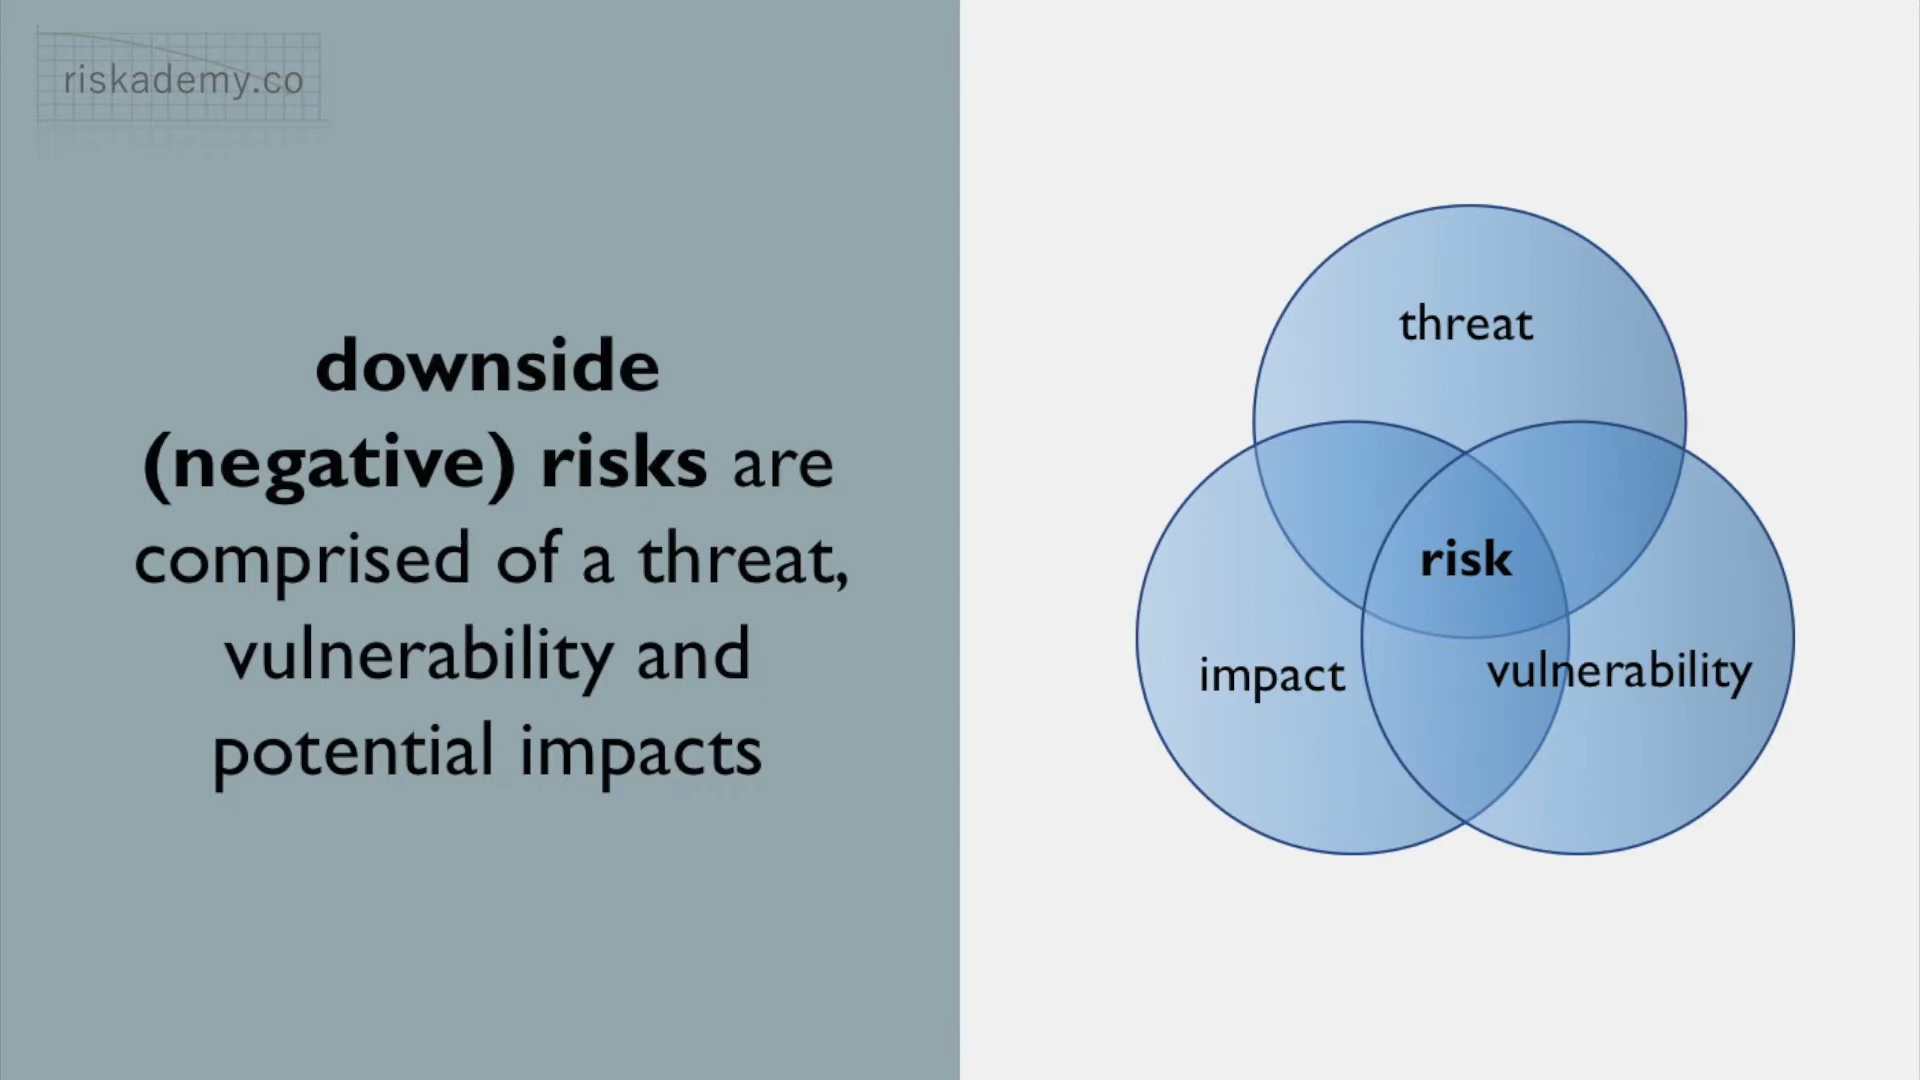 riskademy.co
downside
(negative) risks are
comprised of a threat,
vulnerability and
potential impacts
threat
risk
impact
vulnerability